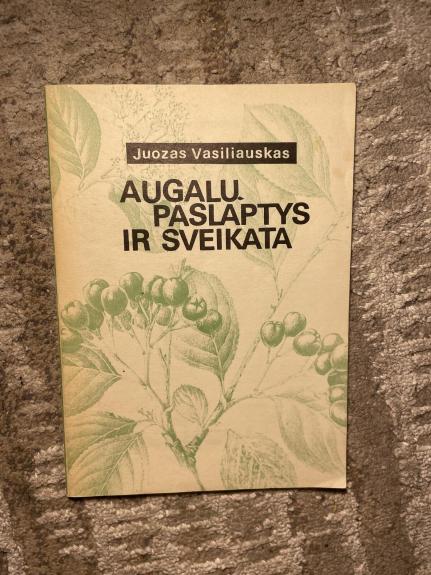 Juozas Vasiliauskas
AUGALŲ
PASLAPTYS
IR SVEIKATA